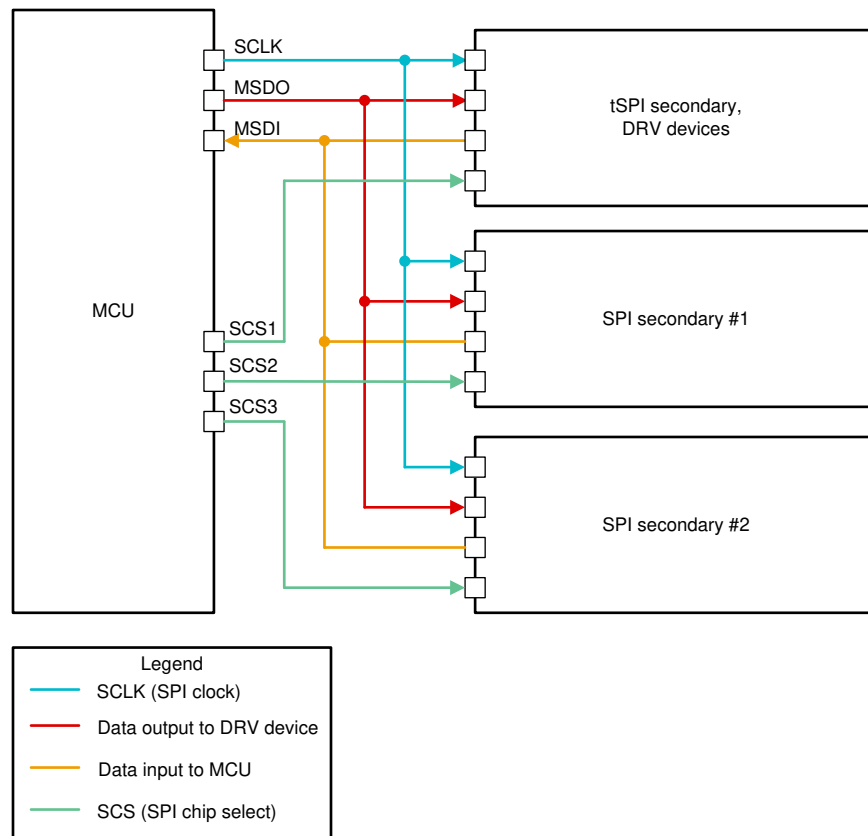 SCLK
MSDO
MSDI
tSPI secondary,
DRV devices
MCU
SCS1
SCS2
SCS3
SPI secondary #1
SPI secondary #2
Legend
SCLK (SPI clock)
Data output to DRV device
Data input to MCU
SCS (SPI chip select)